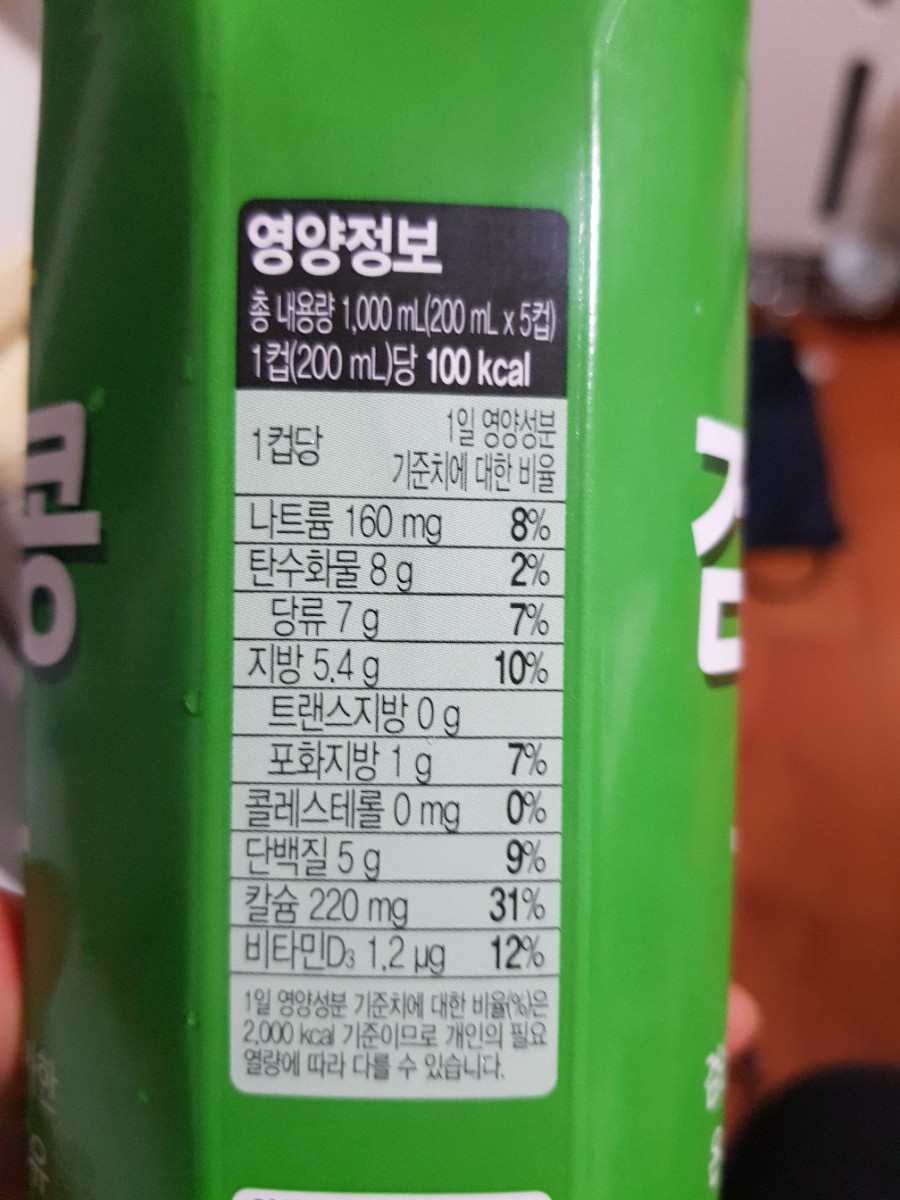 영양정보
총 내용량 1,000 mL(200 mL x 5컵)
1컵(200 mL)당 100 kcal
1컵당
1일 영양성분
기준치에 대한 비율
나트륨 160 mg 8%
탄수화물 8 g 2%
당류 7 g 7%
지방 5.4 g 10%
트랜스지방 0 g
포화지방 1 g 7%
콜레스테롤 0 mg 0%
단백질 5 g 9%
칼슘 220 mg 31%
비타민D3 1.2 µg 12%
1일 영양성분 기준치에 대한 비율(%)은
2,000 kcal 기준이므로 개인의 필요
열량에 따라 다를 수 있습니다.
콩